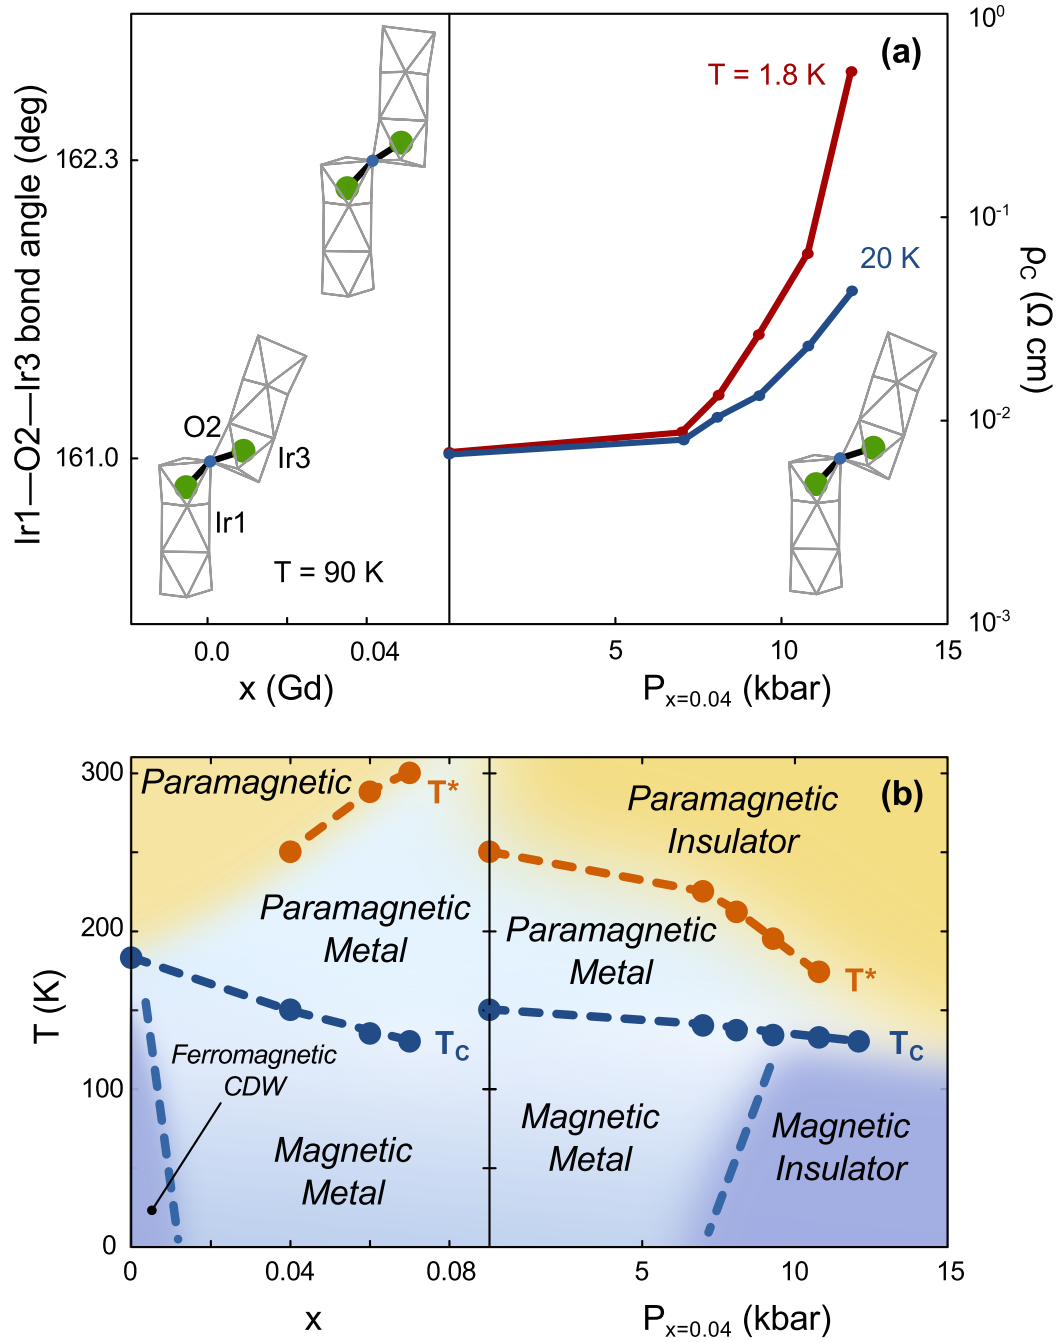 Ir1—O2—Ir3 bond angle (deg)
162.3
161.0
O2
Ir3
Ir1
T = 90 K
0.0
0.04
x (Gd)
(a)
T = 1.8 K
20 K
10⁰
10⁻¹
10⁻²
10⁻³
ρC (Ω cm)
5
10
15
Pₓ₌₀.₀₄ (kbar)
T (K)
300
200
100
0
Paramagnetic
T*
Paramagnetic
Metal
TC
Ferromagnetic
CDW
Magnetic
Metal
0
0.04
0.08
x
(b)
Paramagnetic
Insulator
Paramagnetic
Metal
T*
TC
Magnetic
Metal
Magnetic
Insulator
5
10
15
Pₓ₌₀.₀₄ (kbar)